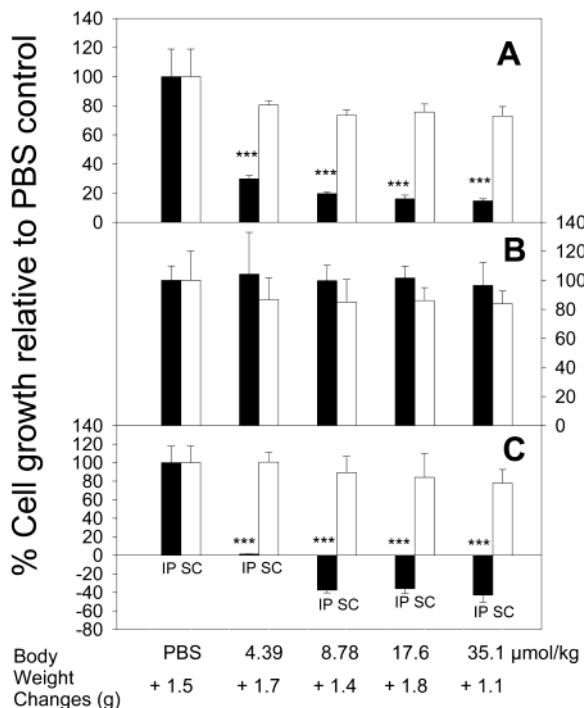 % Cell growth relative to PBS control
140
120
100
80
60
40
20
0
A
*** *** *** ***
140
120
100
80
60
40
20
0
B
140
120
100
80
60
40
20
0
-20
-40
-60
-80
C
*** *** *** ***
IP SC IP SC IP SC IP SC IP SC
Body Weight Changes (g)
PBS 4.39 8.78 17.6 35.1 µmol/kg
+ 1.5 + 1.7 + 1.4 + 1.8 + 1.1